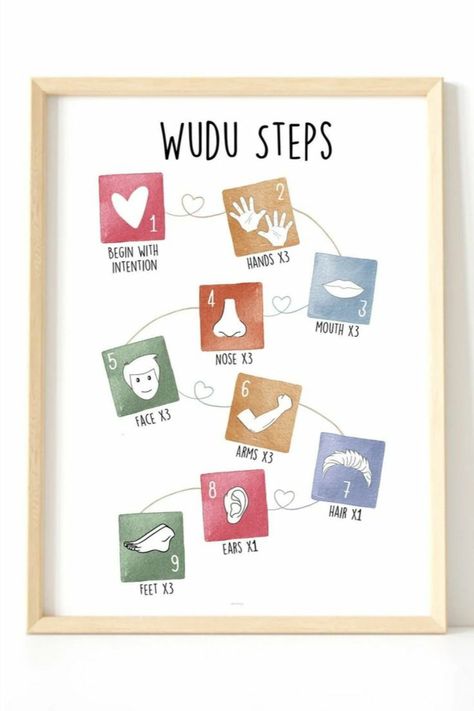 WUDU STEPS
1
BEGIN WITH
INTENTION
2
HANDS X3
3
MOUTH X3
4
NOSE X3
5
FACE X3
6
ARMS X3
7
HAIR X1
8
EARS X1
9
FEET X3